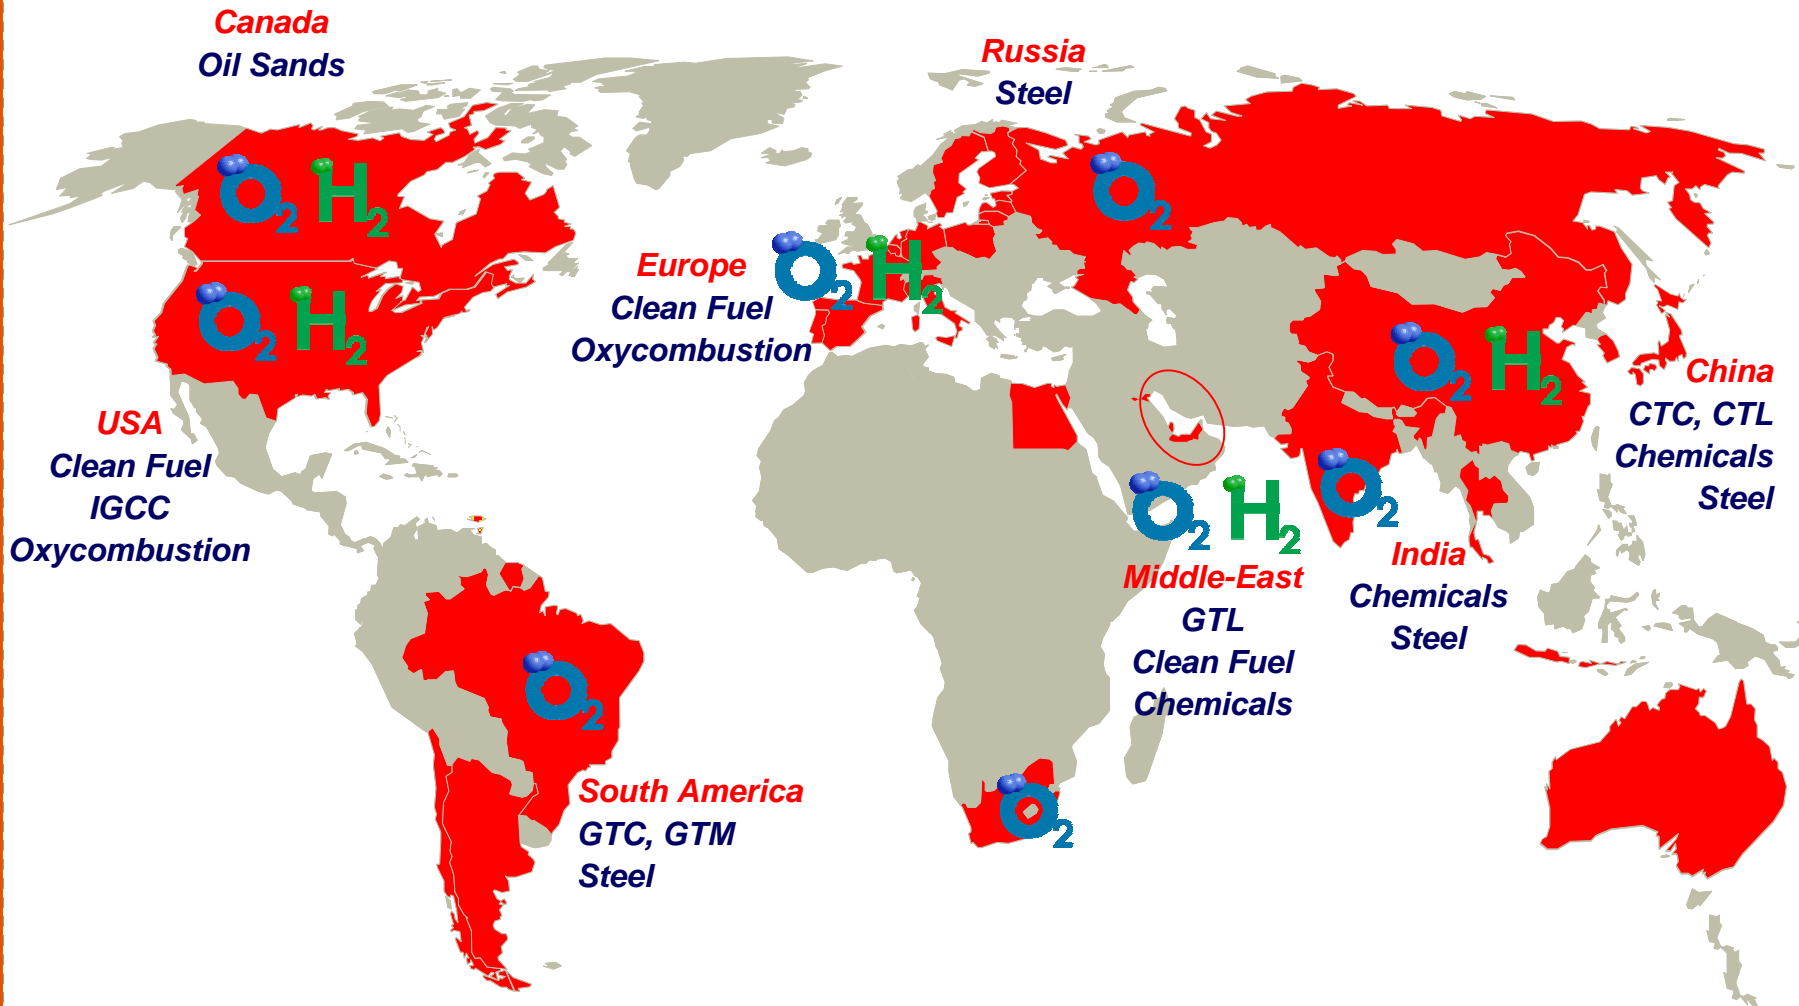 Canada
Oil Sands
Russia
Steel
O2 H2
O2
Europe
Clean Fuel
Oxycombustion
O2 H2
O2 H2
O2 H2
USA
Clean Fuel
IGCC
Oxycombustion
China
CTC, CTL
Chemicals
Steel
O2
O2 H2
India
Chemicals
Steel
Middle-East
GTL
Clean Fuel
Chemicals
O2
South America
GTC, GTM
Steel
O2